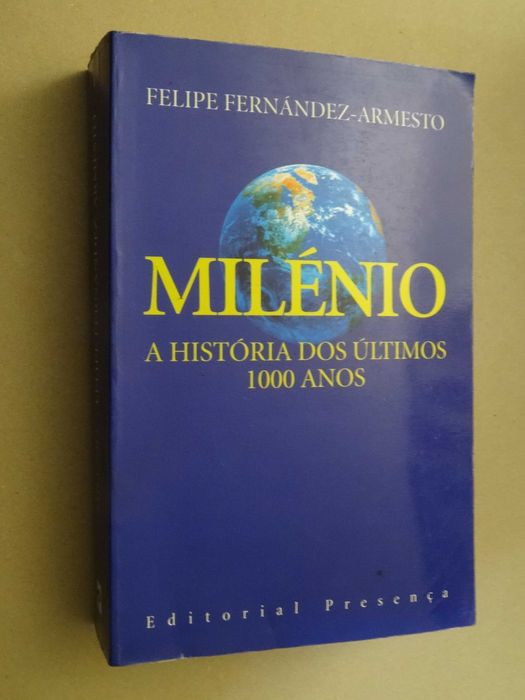 FELIPE FERNÁNDEZ-ARMESTO
MILÉNIO
A HISTÓRIA DOS ÚLTIMOS
1000 ANOS
Editorial Presença